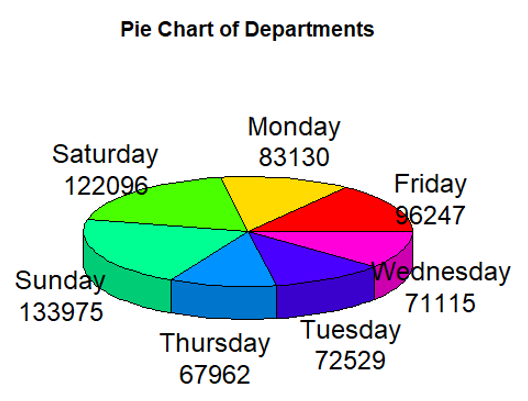 Pie Chart of Departments
Monday
83130
Saturday
122096
Friday
96247
Wednesday
71115
Sunday
133975
Tuesday
72529
Thursday
67962